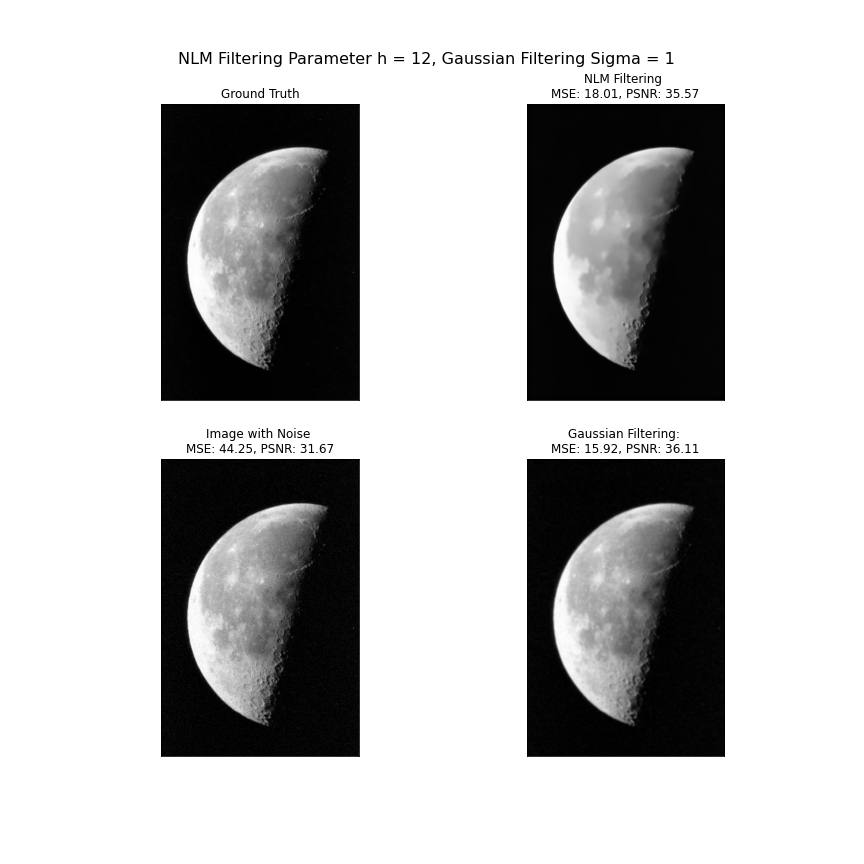 NLM Filtering Parameter h = 12, Gaussian Filtering Sigma = 1
Ground Truth
NLM Filtering
MSE: 18.01, PSNR: 35.57
Image with Noise
MSE: 44.25, PSNR: 31.67
Gaussian Filtering:
MSE: 15.92, PSNR: 36.11